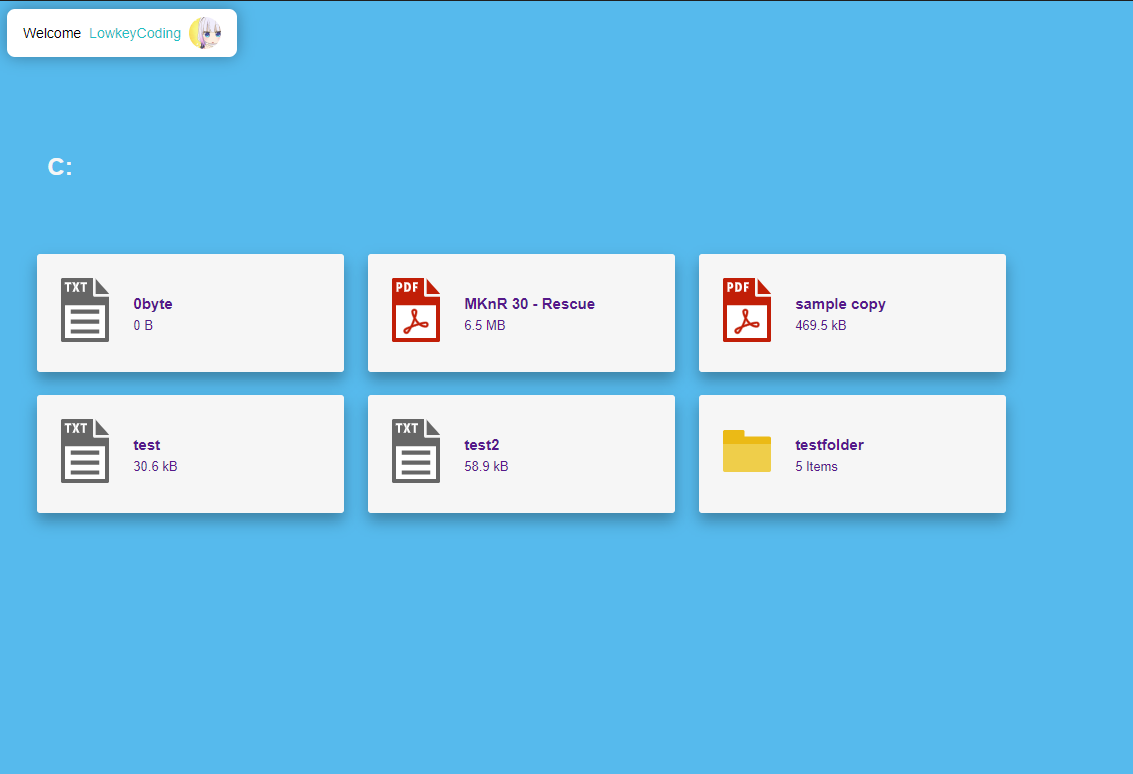 Welcome LowkeyCoding
C:
TXT
0byte
0 B
PDF
MKnR 30 - Rescue
6.5 MB
PDF
sample copy
469.5 kB
TXT
test
30.6 kB
TXT
test2
58.9 kB
testfolder
5 Items